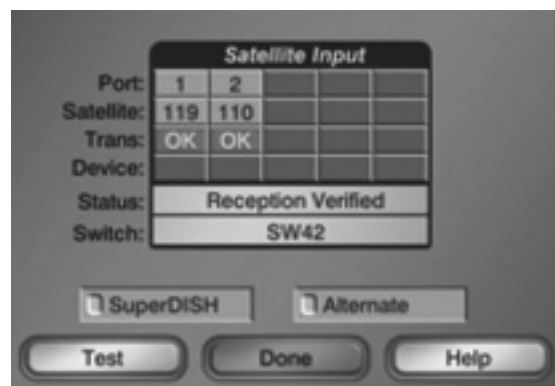 Satellite Input
Port: 1 2
Satellite: 119 110
Trans: OK OK
Device:
Status: Reception Verified
Switch: SW42
SuperDISH Alternate
Test Done Help